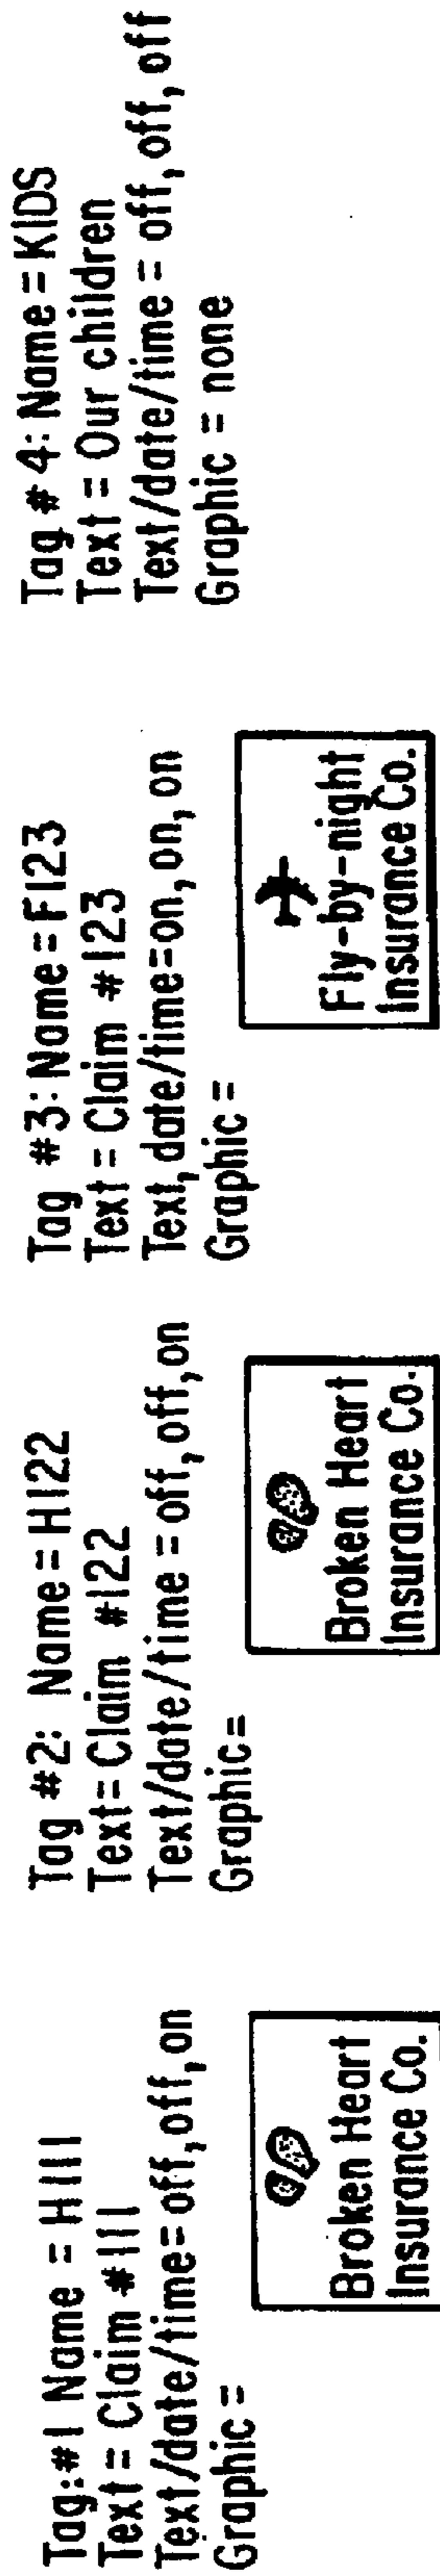 Tag:#1 Name = H111
Text = Claim #111
Text/date/time=off,off,on
Graphic =
Broken Heart
Insurance Co.
Tag #2: Name=H122
Text=Claim #122
Text/date/time=off,off,on
Graphic=
Broken Heart
Insurance Co.
Tag #3:Name=F123
Text=Claim #123
Text,date/time=on,on,on
Graphic =
Fly-by-night
Insurance Co.
Tag #4: Name=KIDS
Text = Our children
Text/date/time = off, off, off
Graphic = none